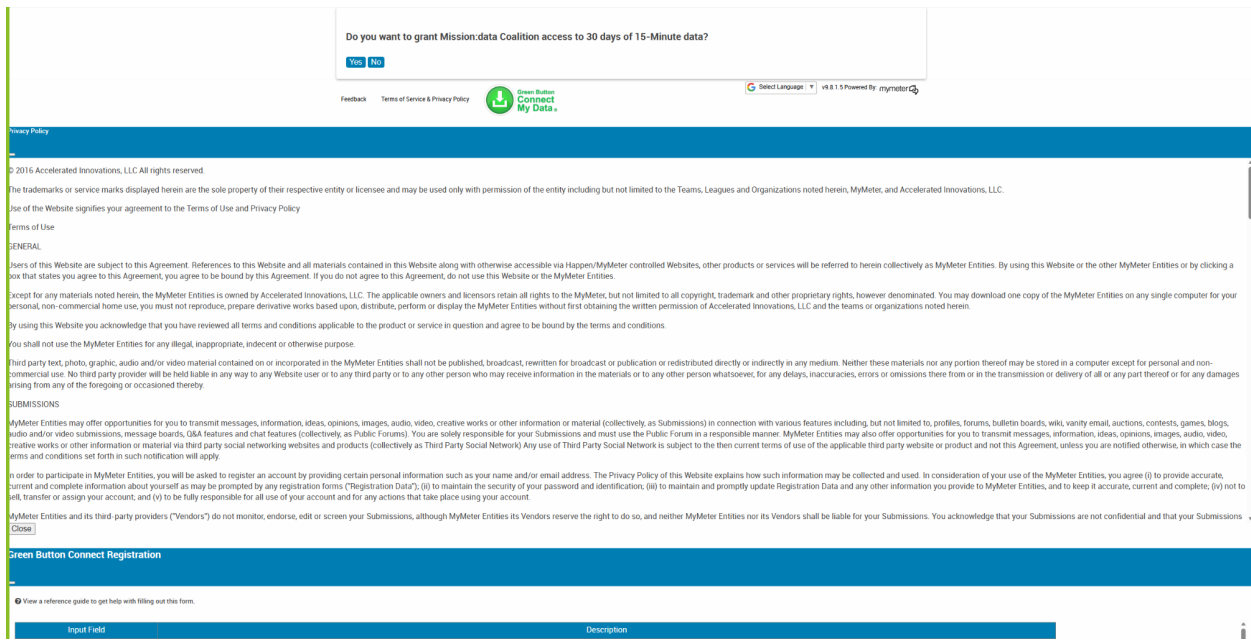 Do you want to grant Mission:data Coalition access to 30 days of 15-Minute data?
Yes No
Feedback Terms of Service & Privacy Policy Green Button Connect My Data® Select Language ▼ v9.8.1.5 Powered By: mymeter
Privacy Policy
© 2016 Accelerated Innovations, LLC All rights reserved.
The trademarks or service marks displayed herein are the sole property of their respective entity or licensee and may be used only with permission of the entity including but not limited to the Teams, Leagues and Organizations noted herein, MyMeter, and Accelerated Innovations, LLC.
Use of the Website signifies your agreement to the Terms of Use and Privacy Policy
Terms of Use
GENERAL
Users of this Website are subject to this Agreement. References to this Website and all materials contained in this Website along with otherwise accessible via Happen/MyMeter controlled Websites, other products or services will be referred to herein collectively as MyMeter Entities. By using this Website or the other MyMeter Entities or by clicking a
box that states you agree to this Agreement, you agree to be bound by this Agreement. If you do not agree to this Agreement, do not use this Website or the MyMeter Entities.
Except for any materials noted herein, the MyMeter Entities is owned by Accelerated Innovations, LLC. The applicable owners and licensors retain all rights to the MyMeter, but not limited to all copyright, trademark and other proprietary rights, however denominated. You may download one copy of the MyMeter Entities on any single computer for your
personal, non-commercial home use, you must not reproduce, prepare derivative works based upon, distribute, perform or display the MyMeter Entities without first obtaining the written permission of Accelerated Innovations, LLC and the teams or organizations noted herein.
By using this Website you acknowledge that you have reviewed all terms and conditions applicable to the product or service in question and agree to be bound by the terms and conditions.
You shall not use the MyMeter Entities for any illegal, inappropriate, indecent or otherwise purpose.
Third party text, photo, graphic, audio and/or video material contained on or incorporated in the MyMeter Entities shall not be published, broadcast, rewritten for broadcast or publication or redistributed directly or indirectly in any medium. Neither these materials nor any portion thereof may be stored in a computer except for personal and non-
commercial use. No third party provider will be held liable in any way to any Website user or to any third party or to any other person who may receive information in the materials or to any other person whatsoever, for any delays, inaccuracies, errors or omissions there from or in the transmission or delivery of all or any part thereof or for any damages
arising from any of the foregoing or occasioned thereby.
SUBMISSIONS
MyMeter Entities may offer opportunities for you to transmit messages, information, ideas, opinions, images, audio, video, creative works or other information or material (collectively, as Submissions) in connection with various features including, but not limited to, profiles, forums, bulletin boards, wiki, vanity email, auctions, contests, games, blogs,
audio and/or video submissions, message boards, Q&A features and chat features (collectively, as Public Forums). You are solely responsible for your Submissions and must use the Public Forum in a responsible manner. MyMeter Entities may also offer opportunities for you to transmit messages, information, ideas, opinions, images, audio, video,
creative works or other information or material via third party social networking websites and products (collectively as Third Party Social Network) Any use of Third Party Social Network is subject to the then current terms of use of the applicable third party website or product and not this Agreement, unless you are notified otherwise, in which case the
terms and conditions set forth in such notification will apply.
In order to participate in MyMeter Entities, you will be asked to register an account by providing certain personal information such as your name and/or email address. The Privacy Policy of this Website explains how such information may be collected and used. In consideration of your use of the MyMeter Entities, you agree (i) to provide accurate,
current and complete information about yourself as may be prompted by any registration forms ("Registration Data"); (ii) to maintain the security of your password and identification; (iii) to maintain and promptly update Registration Data and any other information you provide to MyMeter Entities, and to keep it accurate, current and complete; (iv) not to
sell, transfer or assign your account; and (v) to be fully responsible for all use of your account and for any actions that take place using your account.
MyMeter Entities and its third-party providers ("Vendors") do not monitor, endorse, edit or screen your Submissions, although MyMeter Entities its Vendors reserve the right to do so, and neither MyMeter Entities nor its Vendors shall be liable for your Submissions. You acknowledge that your Submissions are not confidential and that your Submissions
Close
Green Button Connect Registration
View a reference guide to get help with filling out this form.
Input Field Description